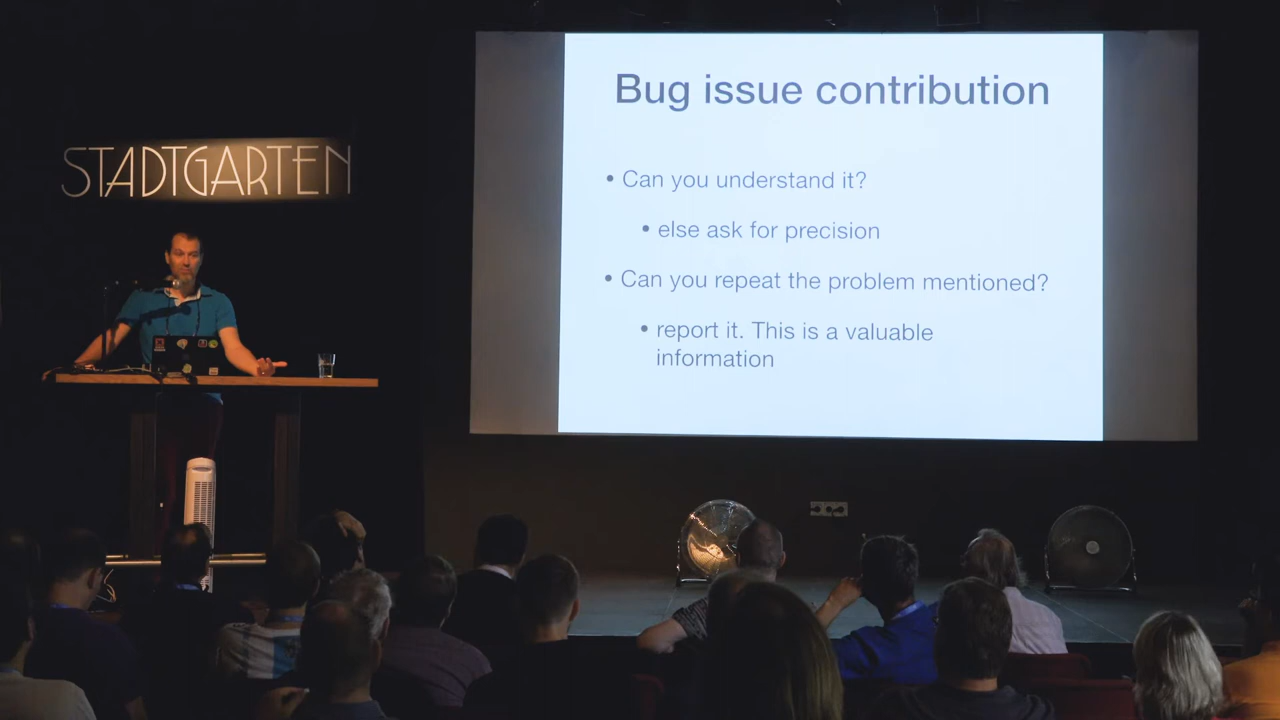 STADTGARTEN
Bug issue contribution
• Can you understand it?
• else ask for precision
• Can you repeat the problem mentioned?
• report it. This is a valuable
information